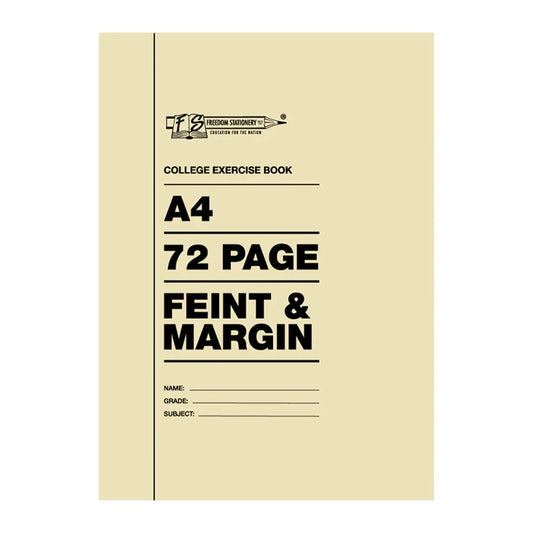 FS FREEDOM STATIONERY
EDUCATION FOR THE NATION
COLLEGE EXERCISE BOOK
A4
72 PAGE
FEINT &
MARGIN
NAME:
GRADE:
SUBJECT: